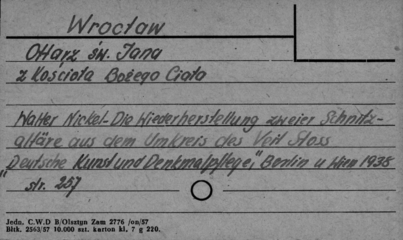 Wrocław
Ołtarz św. Jana
z Kościoła Bożego Ciała
Walter Nickel - Die Wiederherstellung zweier Schnitz-
altäre aus dem Umkreis des Veit Stoss
"Deutsche Kunst und Denkmalpflege," Berlin u Wien 1938
str. 257
Jedn. C.W.D B/Olsztyn Zam 2776 /on/57
Bltk. 2563/57 10.000 szt. karton kl. 7 g 220.